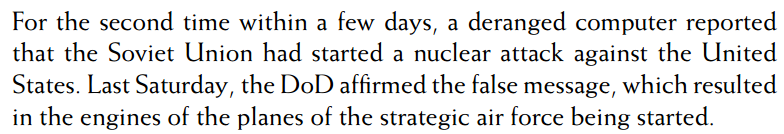 For the second time within a few days, a deranged computer reported
that the Soviet Union had started a nuclear attack against the United
States. Last Saturday, the DoD affirmed the false message, which resulted
in the engines of the planes of the strategic air force being started.